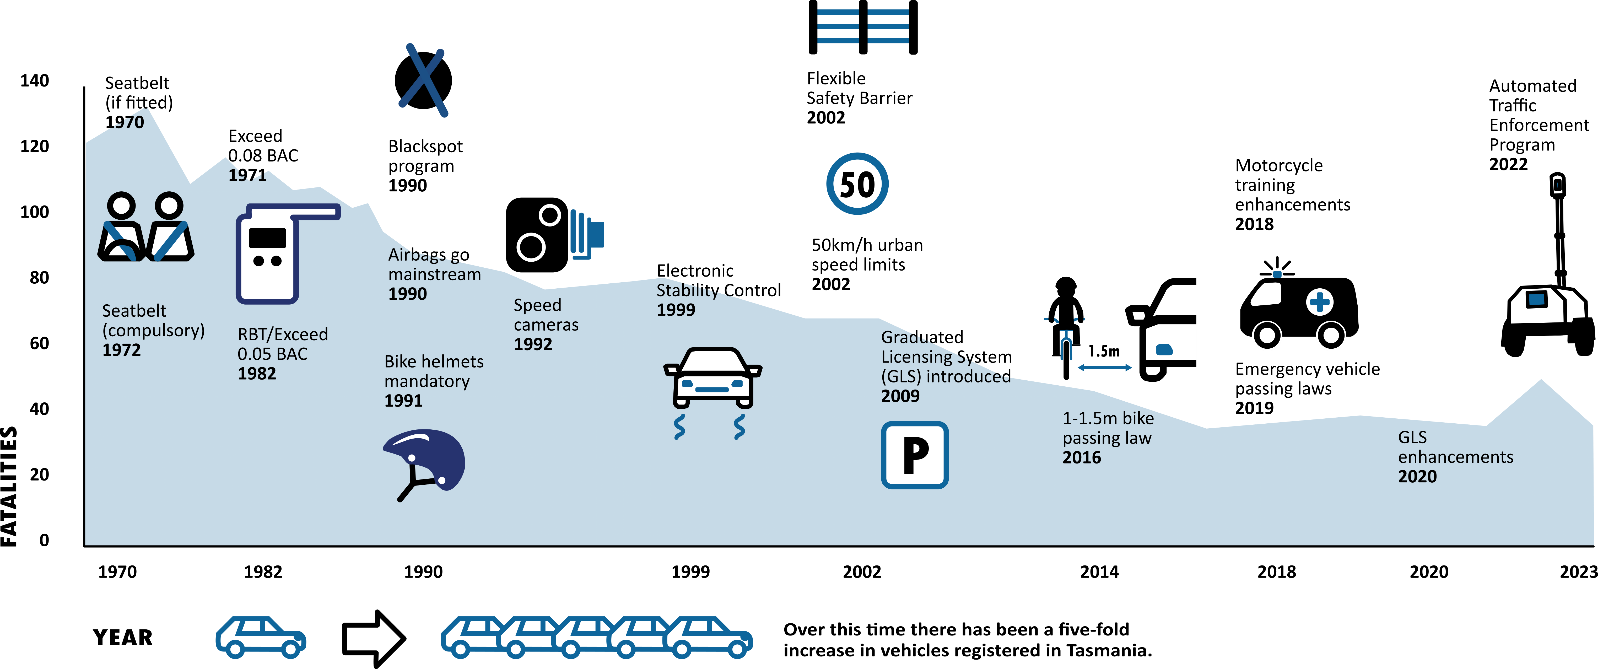 140
120
100
80
60
40
20
0
FATALITIES
Seatbelt
(if fitted)
1970
Seatbelt
(compulsory)
1972
Exceed
0.08 BAC
1971
RBT/Exceed
0.05 BAC
1982
Blackspot
program
1990
Airbags go
mainstream
1990
Bike helmets
mandatory
1991
Speed
cameras
1992
Electronic
Stability Control
1999
Flexible
Safety Barrier
2002
50
50km/h urban
speed limits
2002
Graduated
Licensing System
(GLS) introduced
2009
P
1.5m
1-1.5m bike
passing law
2016
Motorcycle
training
enhancements
2018
Emergency vehicle
passing laws
2019
GLS
enhancements
2020
Automated
Traffic
Enforcement
Program
2022
1970 1982 1990 1999 2002 2014 2018 2020 2023
YEAR
Over this time there has been a five-fold
increase in vehicles registered in Tasmania.